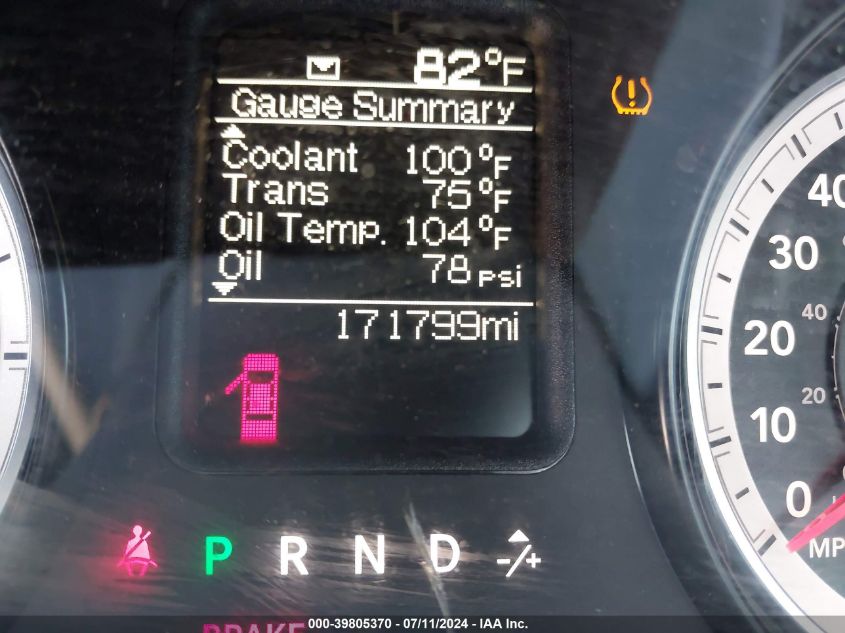 82°F
Gauge Summary
Coolant 100°F
Trans 75°F
Oil Temp. 104°F
Oil 78 psi
171799mi
40
30
20
10
0
40
20
MP
P R N D -/+
BRAKE
000-39805370 - 07/11/2024 - IAA Inc.